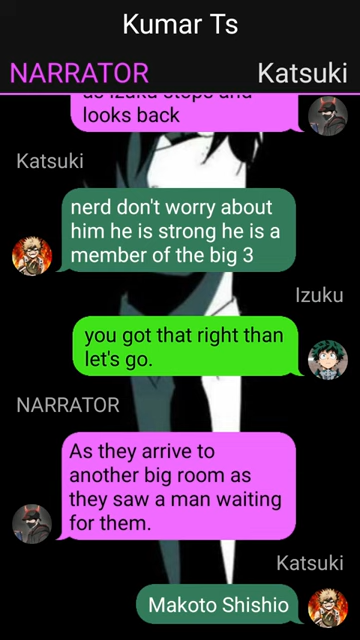 Kumar Ts
NARRATOR
Katsuki
as Izuku stops and
looks back
Katsuki
nerd don't worry about
him he is strong he is a
member of the big 3
Izuku
you got that right than
let's go.
NARRATOR
As they arrive to
another big room as
they saw a man waiting
for them.
Katsuki
Makoto Shishio